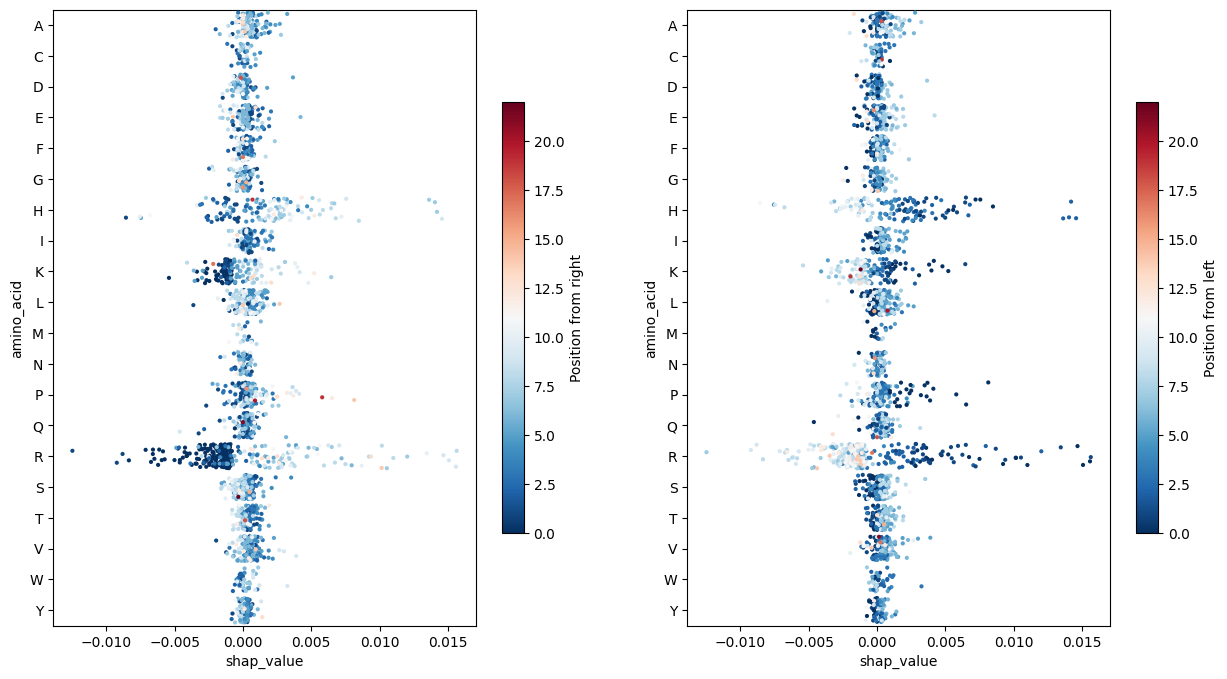 A
C
D
E
F
G
H
I
K
L
M
N
P
Q
R
S
T
V
W
Y
amino_acid
−0.010 −0.005 0.000 0.005 0.010 0.015
shap_value
20.0
17.5
15.0
12.5
10.0
7.5
5.0
2.5
0.0
Position from right
A
C
D
E
F
G
H
I
K
L
M
N
P
Q
R
S
T
V
W
Y
amino_acid
−0.010 −0.005 0.000 0.005 0.010 0.015
shap_value
20.0
17.5
15.0
12.5
10.0
7.5
5.0
2.5
0.0
Position from left